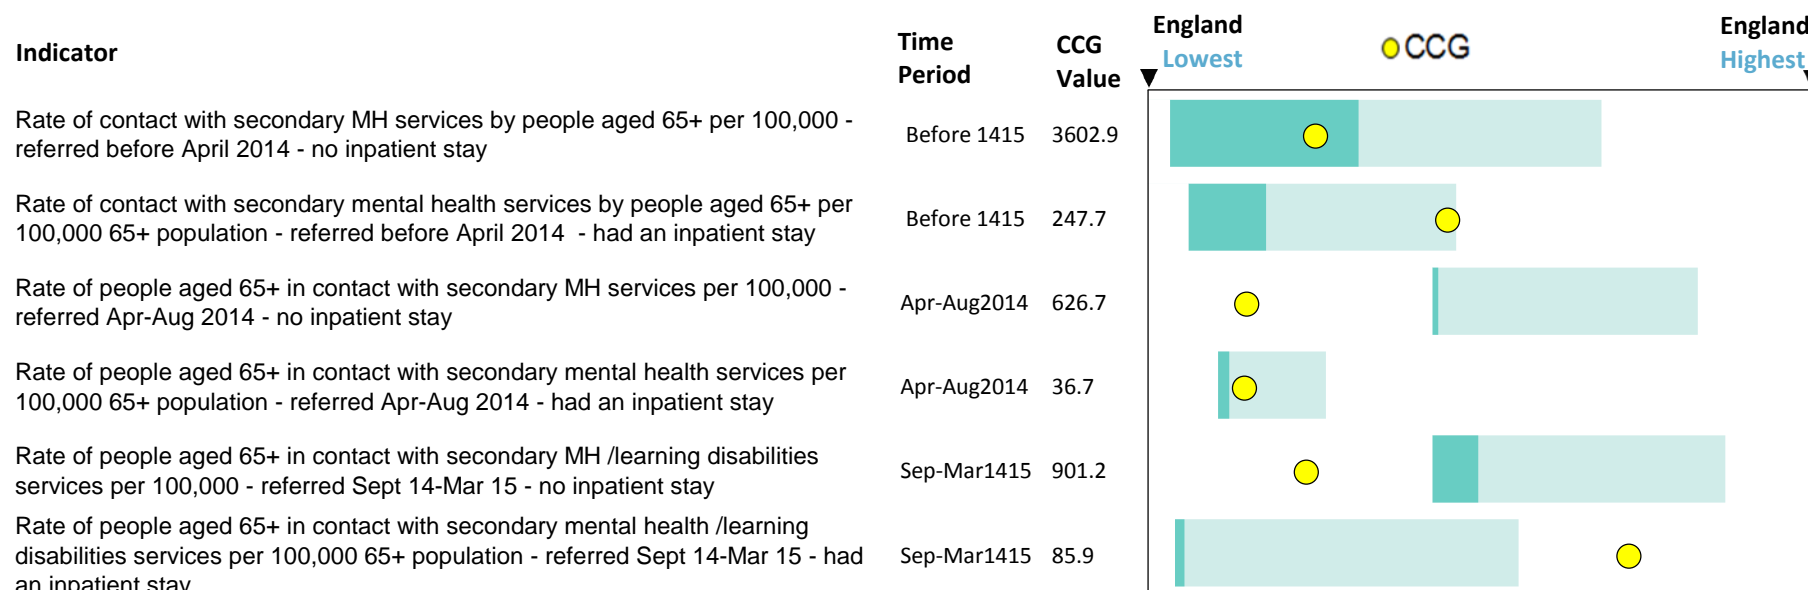 Indicator
Time Period
CCG Value
England Lowest
CCG
England Highest
Rate of contact with secondary MH services by people aged 65+ per 100,000 -
referred before April 2014 - no inpatient stay
Before 1415 3602.9
Rate of contact with secondary mental health services by people aged 65+ per
100,000 65+ population - referred before April 2014 - had an inpatient stay
Before 1415 247.7
Rate of people aged 65+ in contact with secondary MH services per 100,000 -
referred Apr-Aug 2014 - no inpatient stay
Apr-Aug2014 626.7
Rate of people aged 65+ in contact with secondary mental health services per
100,000 65+ population - referred Apr-Aug 2014 - had an inpatient stay
Apr-Aug2014 36.7
Rate of people aged 65+ in contact with secondary MH /learning disabilities
services per 100,000 - referred Sept 14-Mar 15 - no inpatient stay
Sep-Mar1415 901.2
Rate of people aged 65+ in contact with secondary mental health /learning
disabilities services per 100,000 65+ population - referred Sept 14-Mar 15 - had
an inpatient stay
Sep-Mar1415 85.9